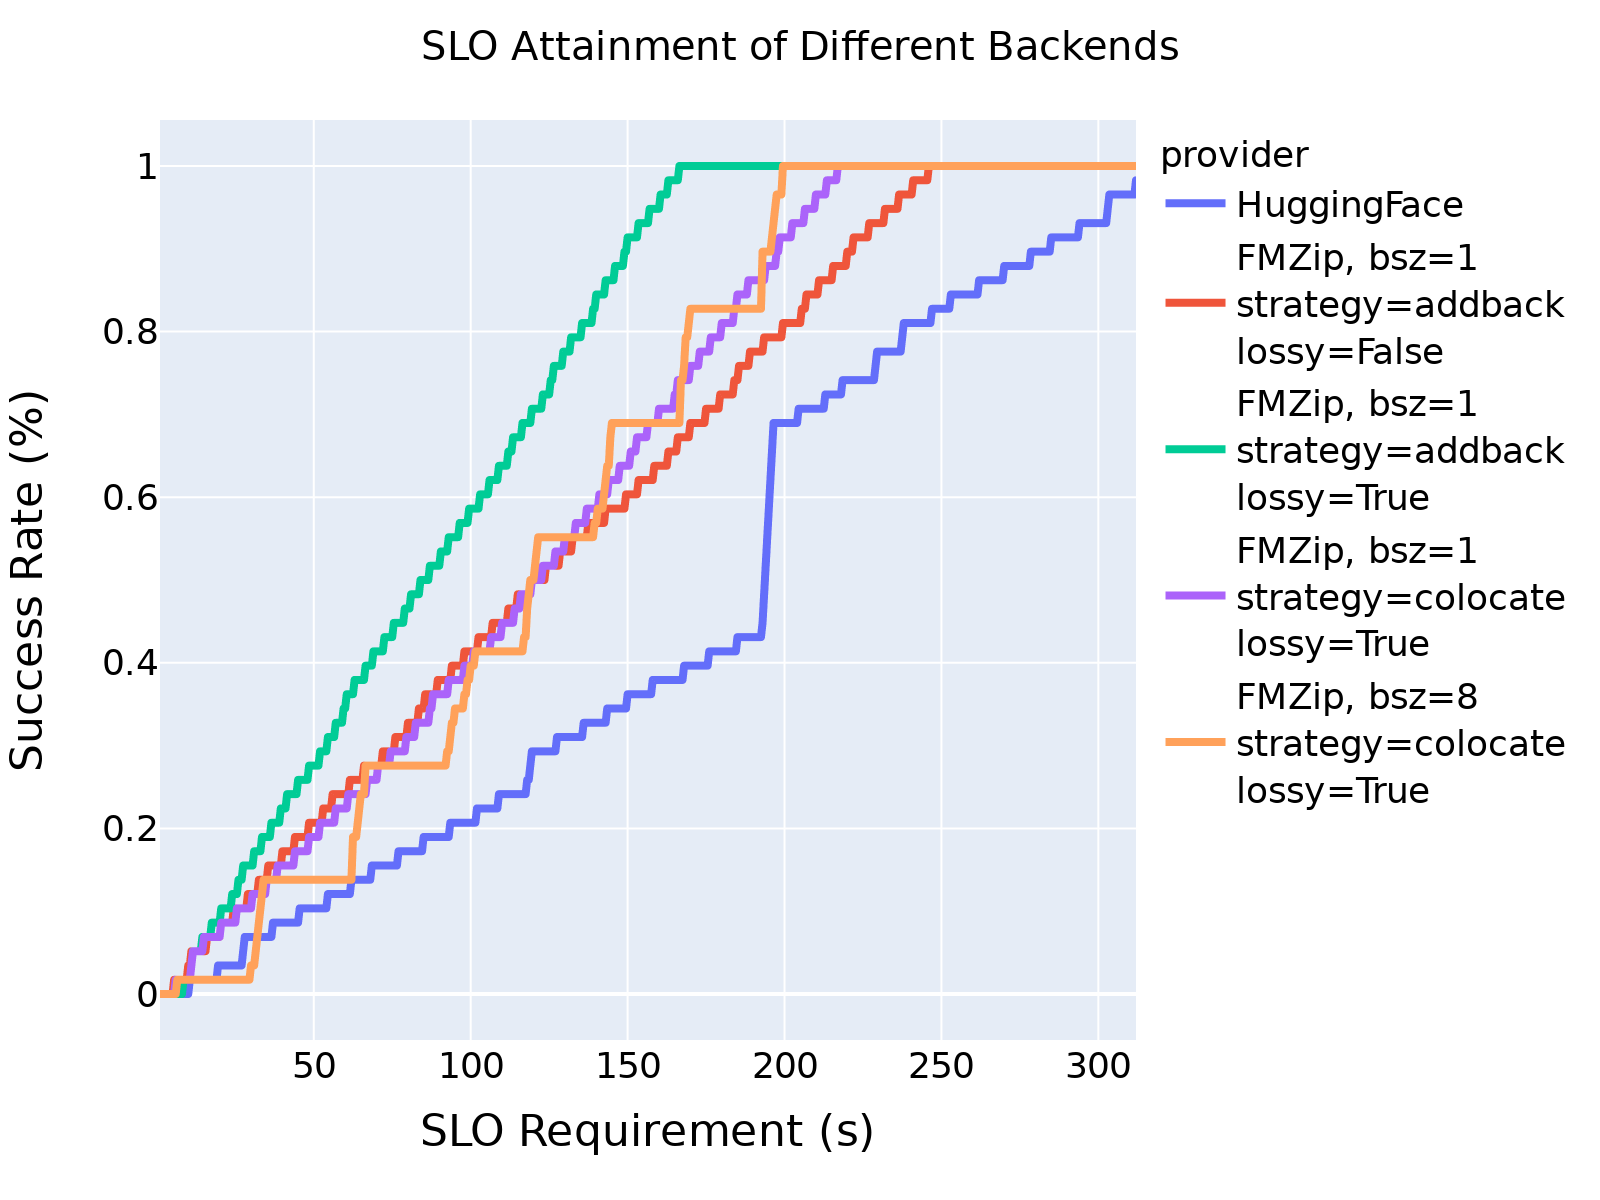 SLO Attainment of Different Backends
Success Rate (%)
1
0.8
0.6
0.4
0.2
0
50 100 150 200 250 300
SLO Requirement (s)
provider
HuggingFace
FMZip, bsz=1
strategy=addback
lossy=False
FMZip, bsz=1
strategy=addback
lossy=True
FMZip, bsz=1
strategy=colocate
lossy=True
FMZip, bsz=8
strategy=colocate
lossy=True